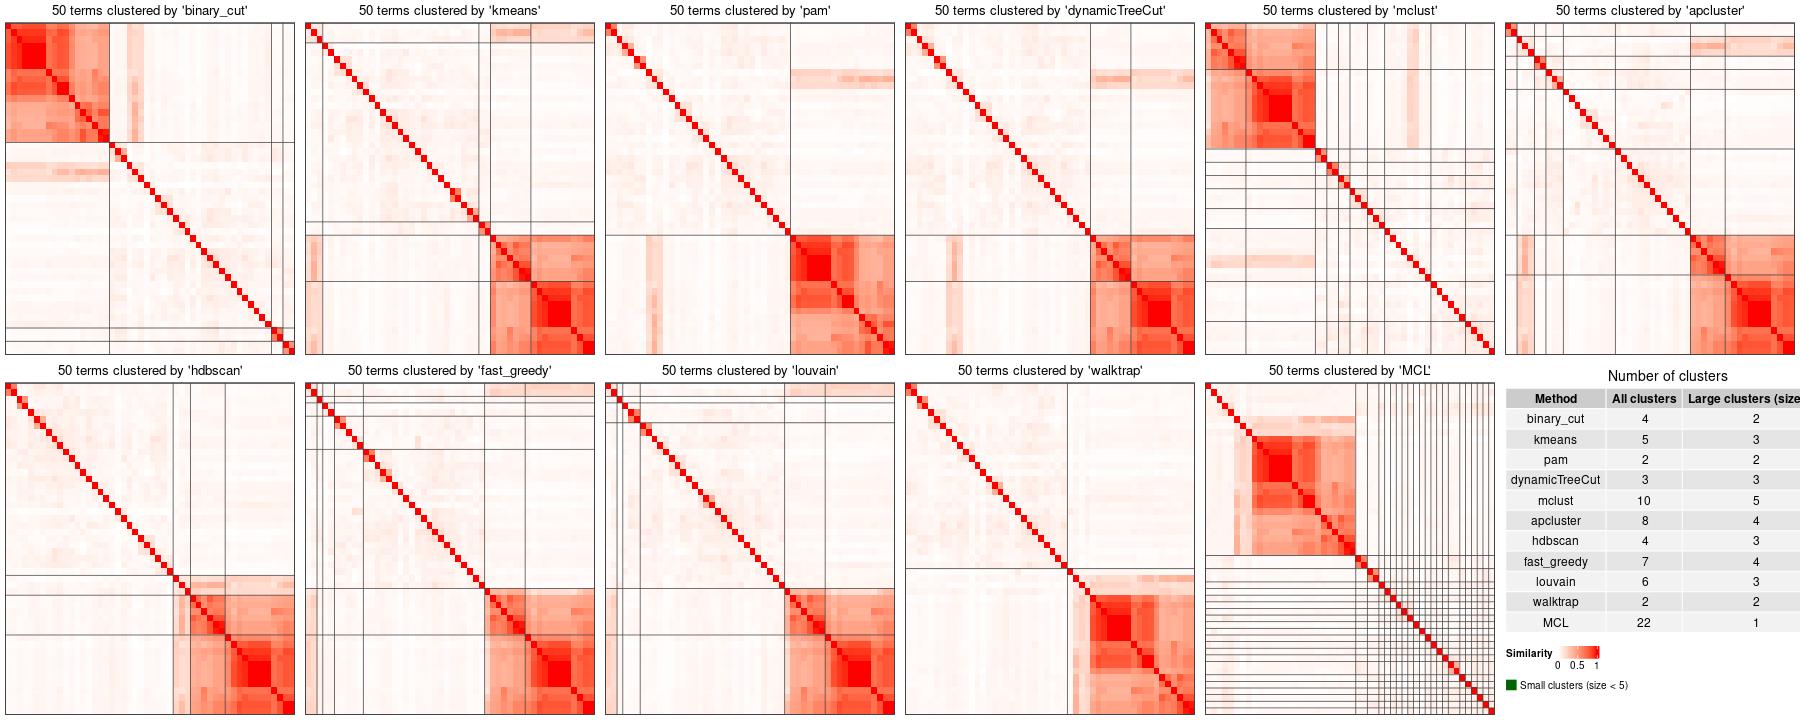 50 terms clustered by 'binary_cut'
50 terms clustered by 'kmeans'
50 terms clustered by 'pam'
50 terms clustered by 'dynamicTreeCut'
50 terms clustered by 'mclust'
50 terms clustered by 'apcluster'
50 terms clustered by 'hdbscan'
50 terms clustered by 'fast_greedy'
50 terms clustered by 'louvain'
50 terms clustered by 'walktrap'
50 terms clustered by 'MCL'
Number of clusters
Method All clusters Large clusters (size
binary_cut 4 2
kmeans 5 3
pam 2 2
dynamicTreeCut 3 3
mclust 10 5
apcluster 8 4
hdbscan 4 3
fast_greedy 7 4
louvain 6 3
walktrap 2 2
MCL 22 1
Similarity
0 0.5 1
Small clusters (size < 5)